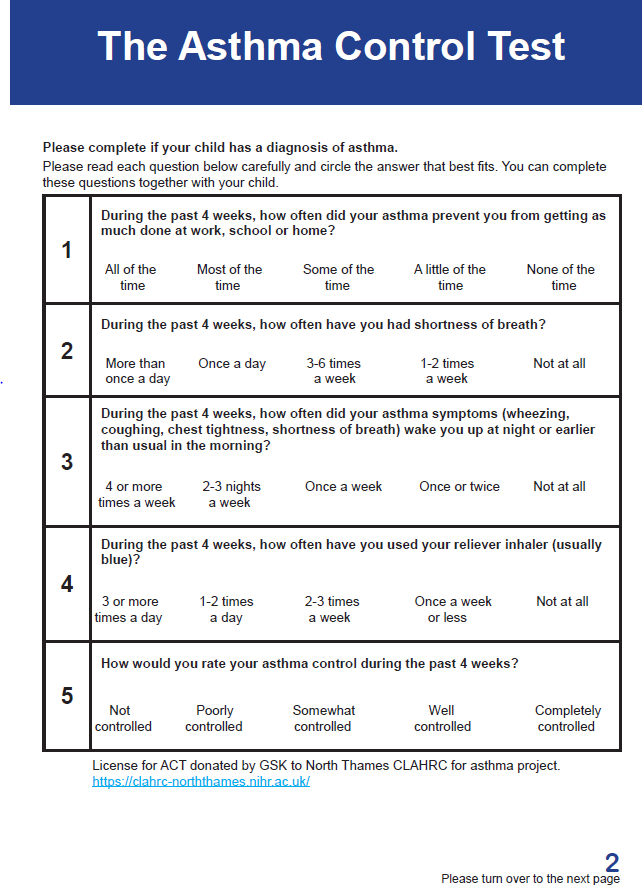 The Asthma Control Test
Please complete if your child has a diagnosis of asthma.
Please read each question below carefully and circle the answer that best fits. You can complete
these questions together with your child.
1
During the past 4 weeks, how often did your asthma prevent you from getting as
much done at work, school or home?
All of the Most of the Some of the A little of the None of the
time time time time time
2
During the past 4 weeks, how often have you had shortness of breath?
More than Once a day 3-6 times 1-2 times Not at all
once a day a week a week
3
During the past 4 weeks, how often did your asthma symptoms (wheezing,
coughing, chest tightness, shortness of breath) wake you up at night or earlier
than usual in the morning?
4 or more 2-3 nights Once a week Once or twice Not at all
times a week a week
4
During the past 4 weeks, how often have you used your reliever inhaler (usually
blue)?
3 or more 1-2 times 2-3 times Once a week Not at all
times a day a day a week or less
5
How would you rate your asthma control during the past 4 weeks?
Not Poorly Somewhat Well Completely
controlled controlled controlled controlled controlled
License for ACT donated by GSK to North Thames CLAHRC for asthma project.
https://clahrc-norththames.nihr.ac.uk/
2
Please turn over to the next page